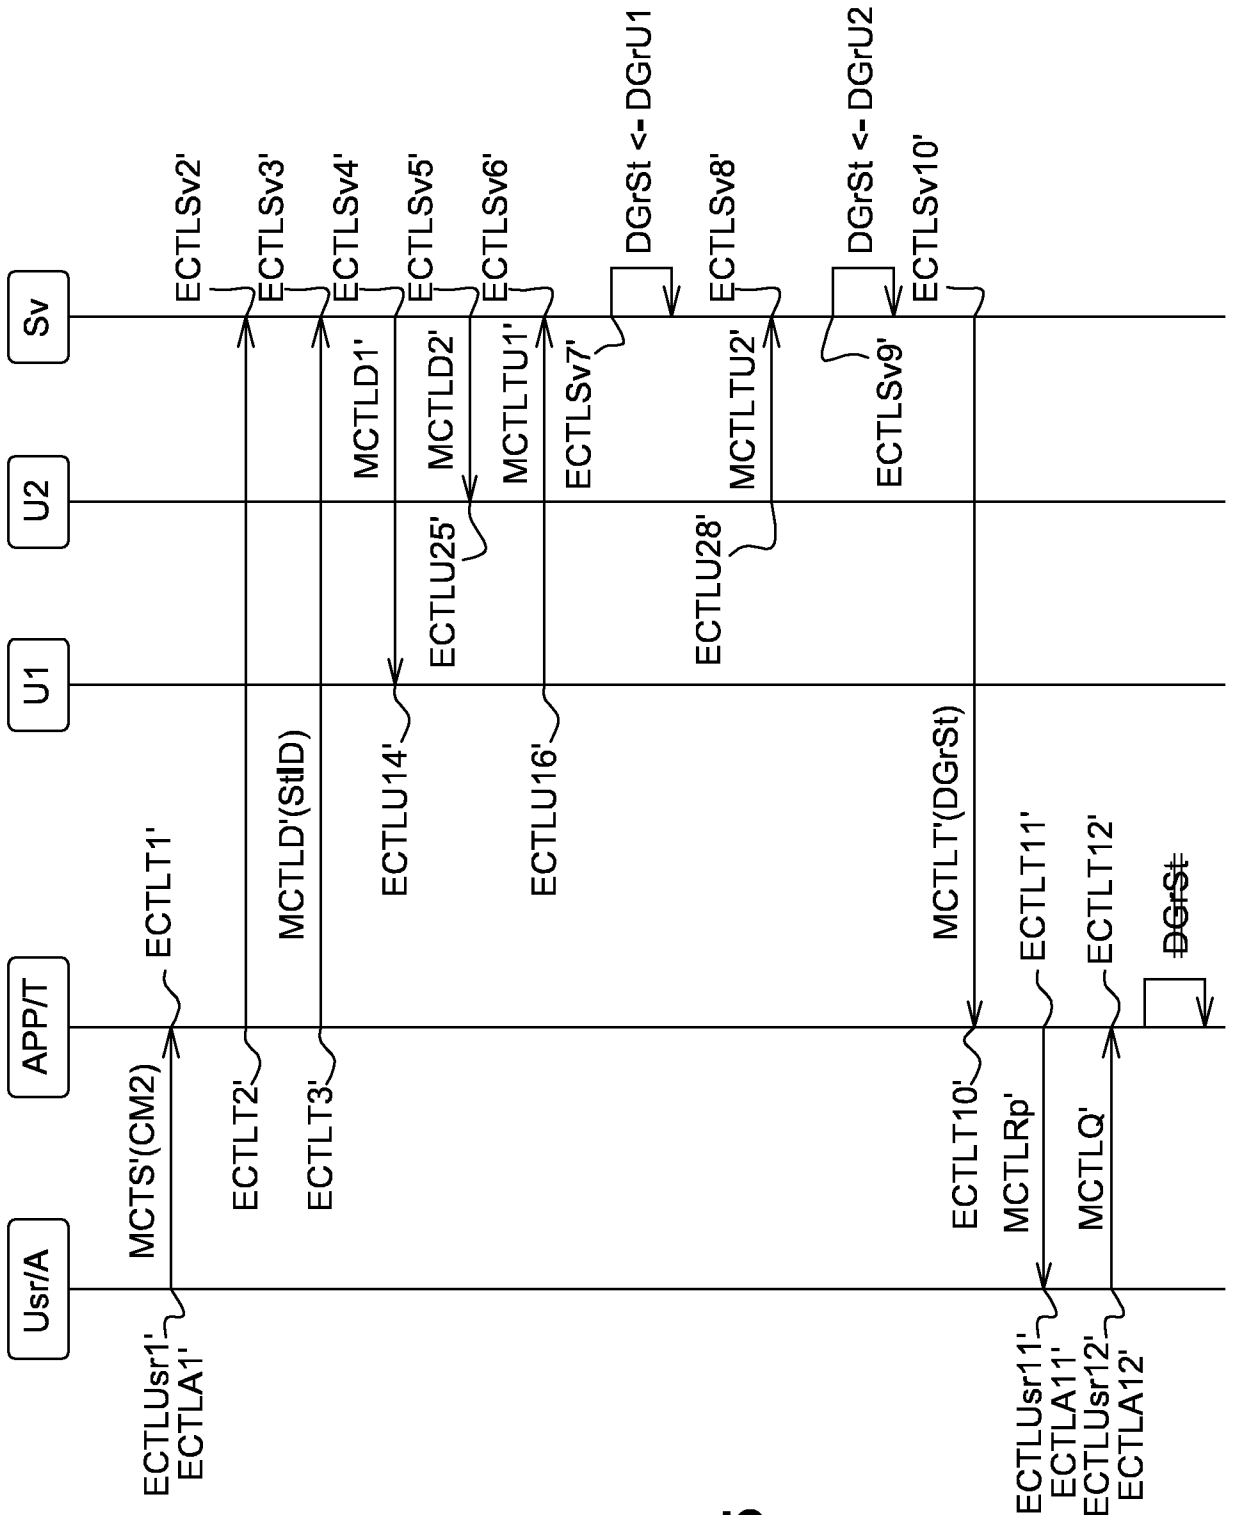 Usr/A
APP/T
U1
U2
Sv
ECTLUsr1'
ECTLA1'
MCTS'(CM2)
ECTLT1'
ECTLT2'
ECTLSv2'
ECTLT3'
MCTLD'(StID)
ECTLSv3'
ECTLU14'
MCTLD1'
ECTLSv4'
ECTLU25'
MCTLD2'
ECTLSv5'
ECTLU16'
MCTLTU1'
ECTLSv6'
ECTLSv7'
DGrSt <- DGrU1
ECTLU28'
MCTLTU2'
ECTLSv8'
ECTLSv9'
DGrSt <- DGrU2
ECTLT10'
MCTLT'(DGrSt)
ECTLSv10'
ECTLUsr11'
ECTLA11'
MCTLRp'
ECTLT11'
ECTLUsr12'
ECTLA12'
MCTLQ'
ECTLT12'
DGrSt